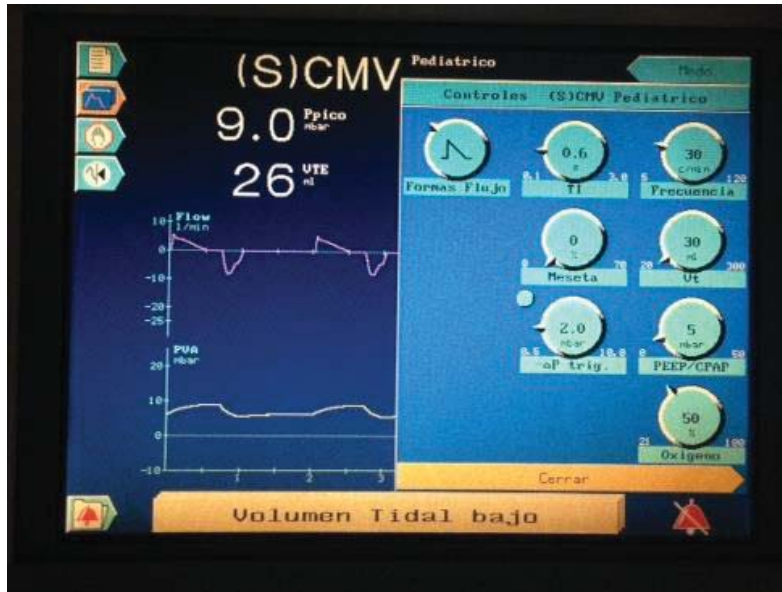 (S)CMV
Pediatrico
Modo
9.0 Ppico
mbar
26 VTE
ml
Flow
l/min
10
0
-10
-20
-25
PVA
mbar
20
10
0
-10
1
2
3
Controles (S)CMV Pediatrico
Formas Flujo
0.6
s
0.1 3.0
TI
30
c/min
5 120
Frecuencia
0
%
0 70
Meseta
30
ml
20 300
Vt
2.0
mbar
0.5 10.0
-aP trig.
5
mbar
0 50
PEEP/CPAP
50
%
21 100
Oxigeno
Cerrar
Volumen Tidal bajo